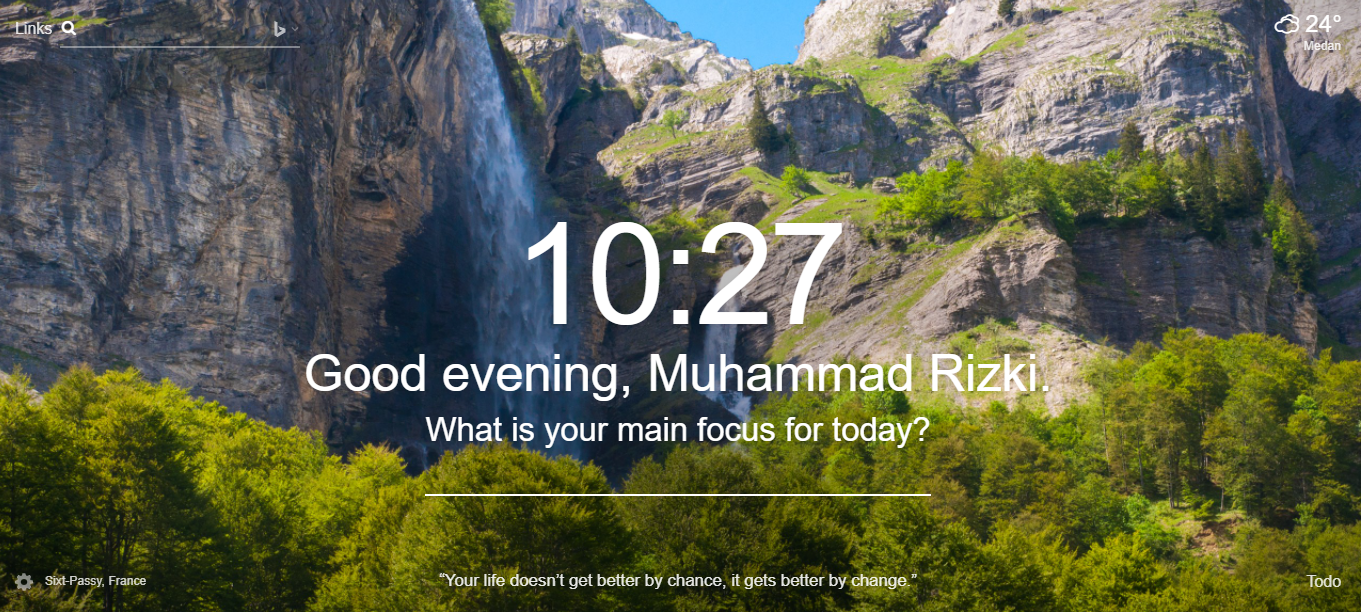 Links
24°
Medan
10:27
Good evening, Muhammad Rizki.
What is your main focus for today?
Sixt-Passy, France
“Your life doesn’t get better by chance, it gets better by change.”
Todo